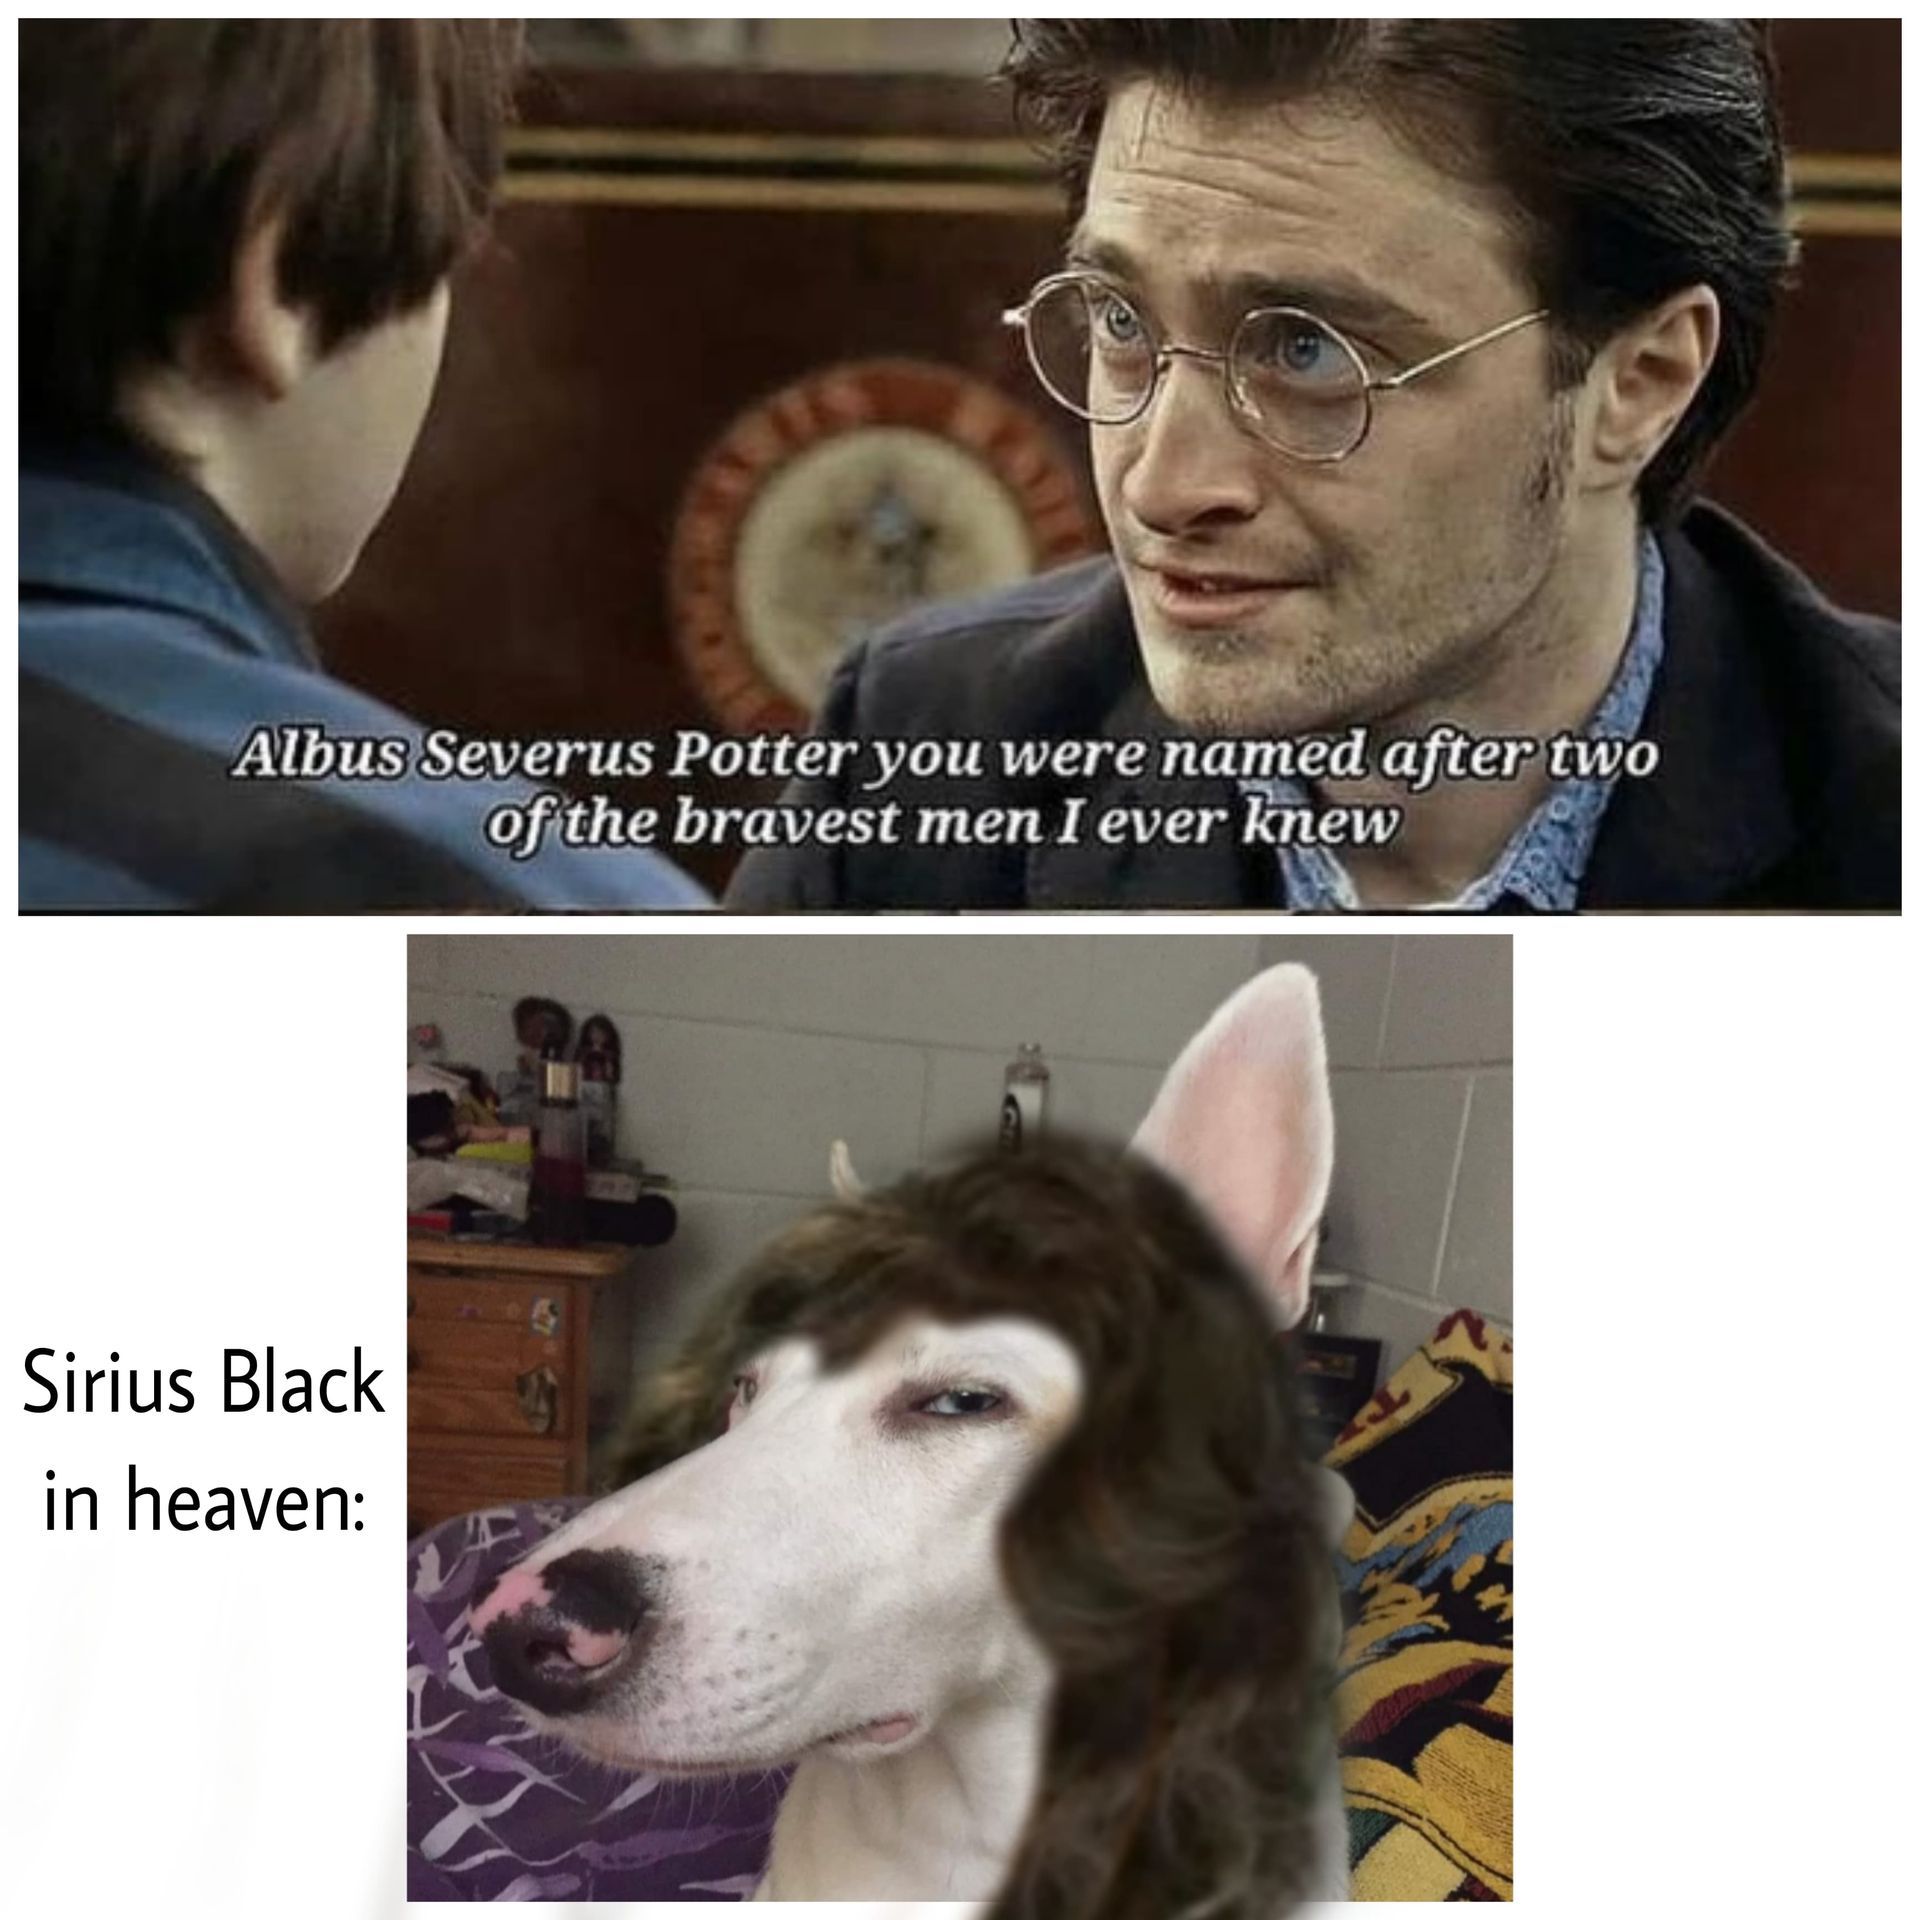 Albus Severus Potter you were named after two
of the bravest men I ever knew
Sirius Black
in heaven: